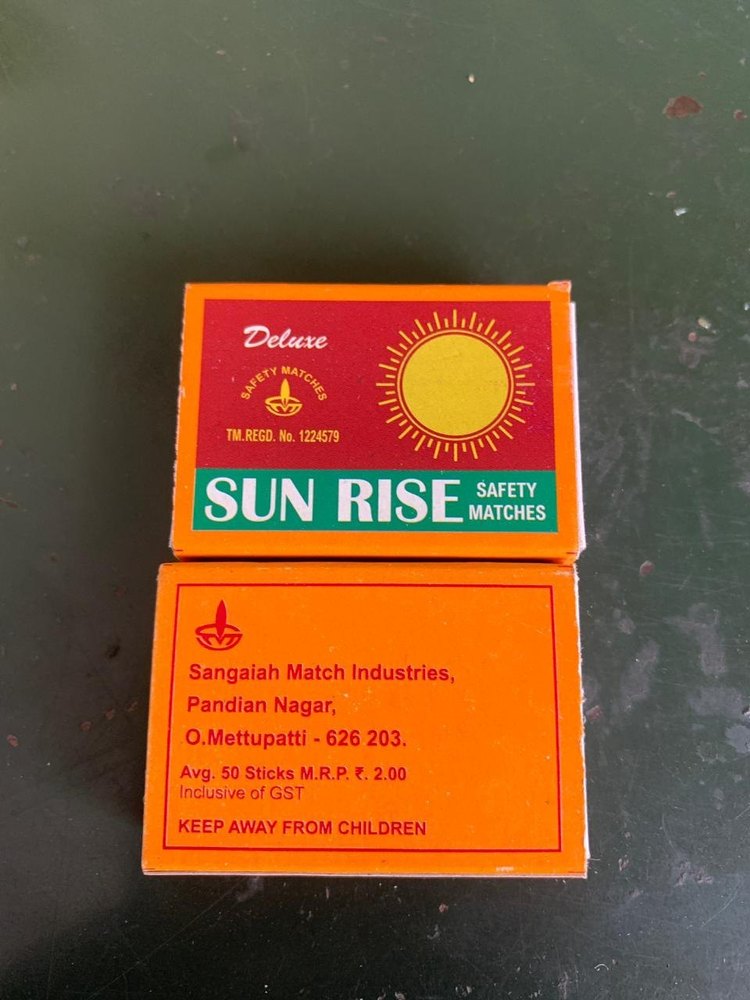 Deluxe
SAFETY MATCHES
TM.REGD. No. 1224579
SUN RISE SAFETY MATCHES
Sangaiah Match Industries,
Pandian Nagar,
O.Mettupatti - 626 203.
Avg. 50 Sticks M.R.P. ₹. 2.00
Inclusive of GST
KEEP AWAY FROM CHILDREN